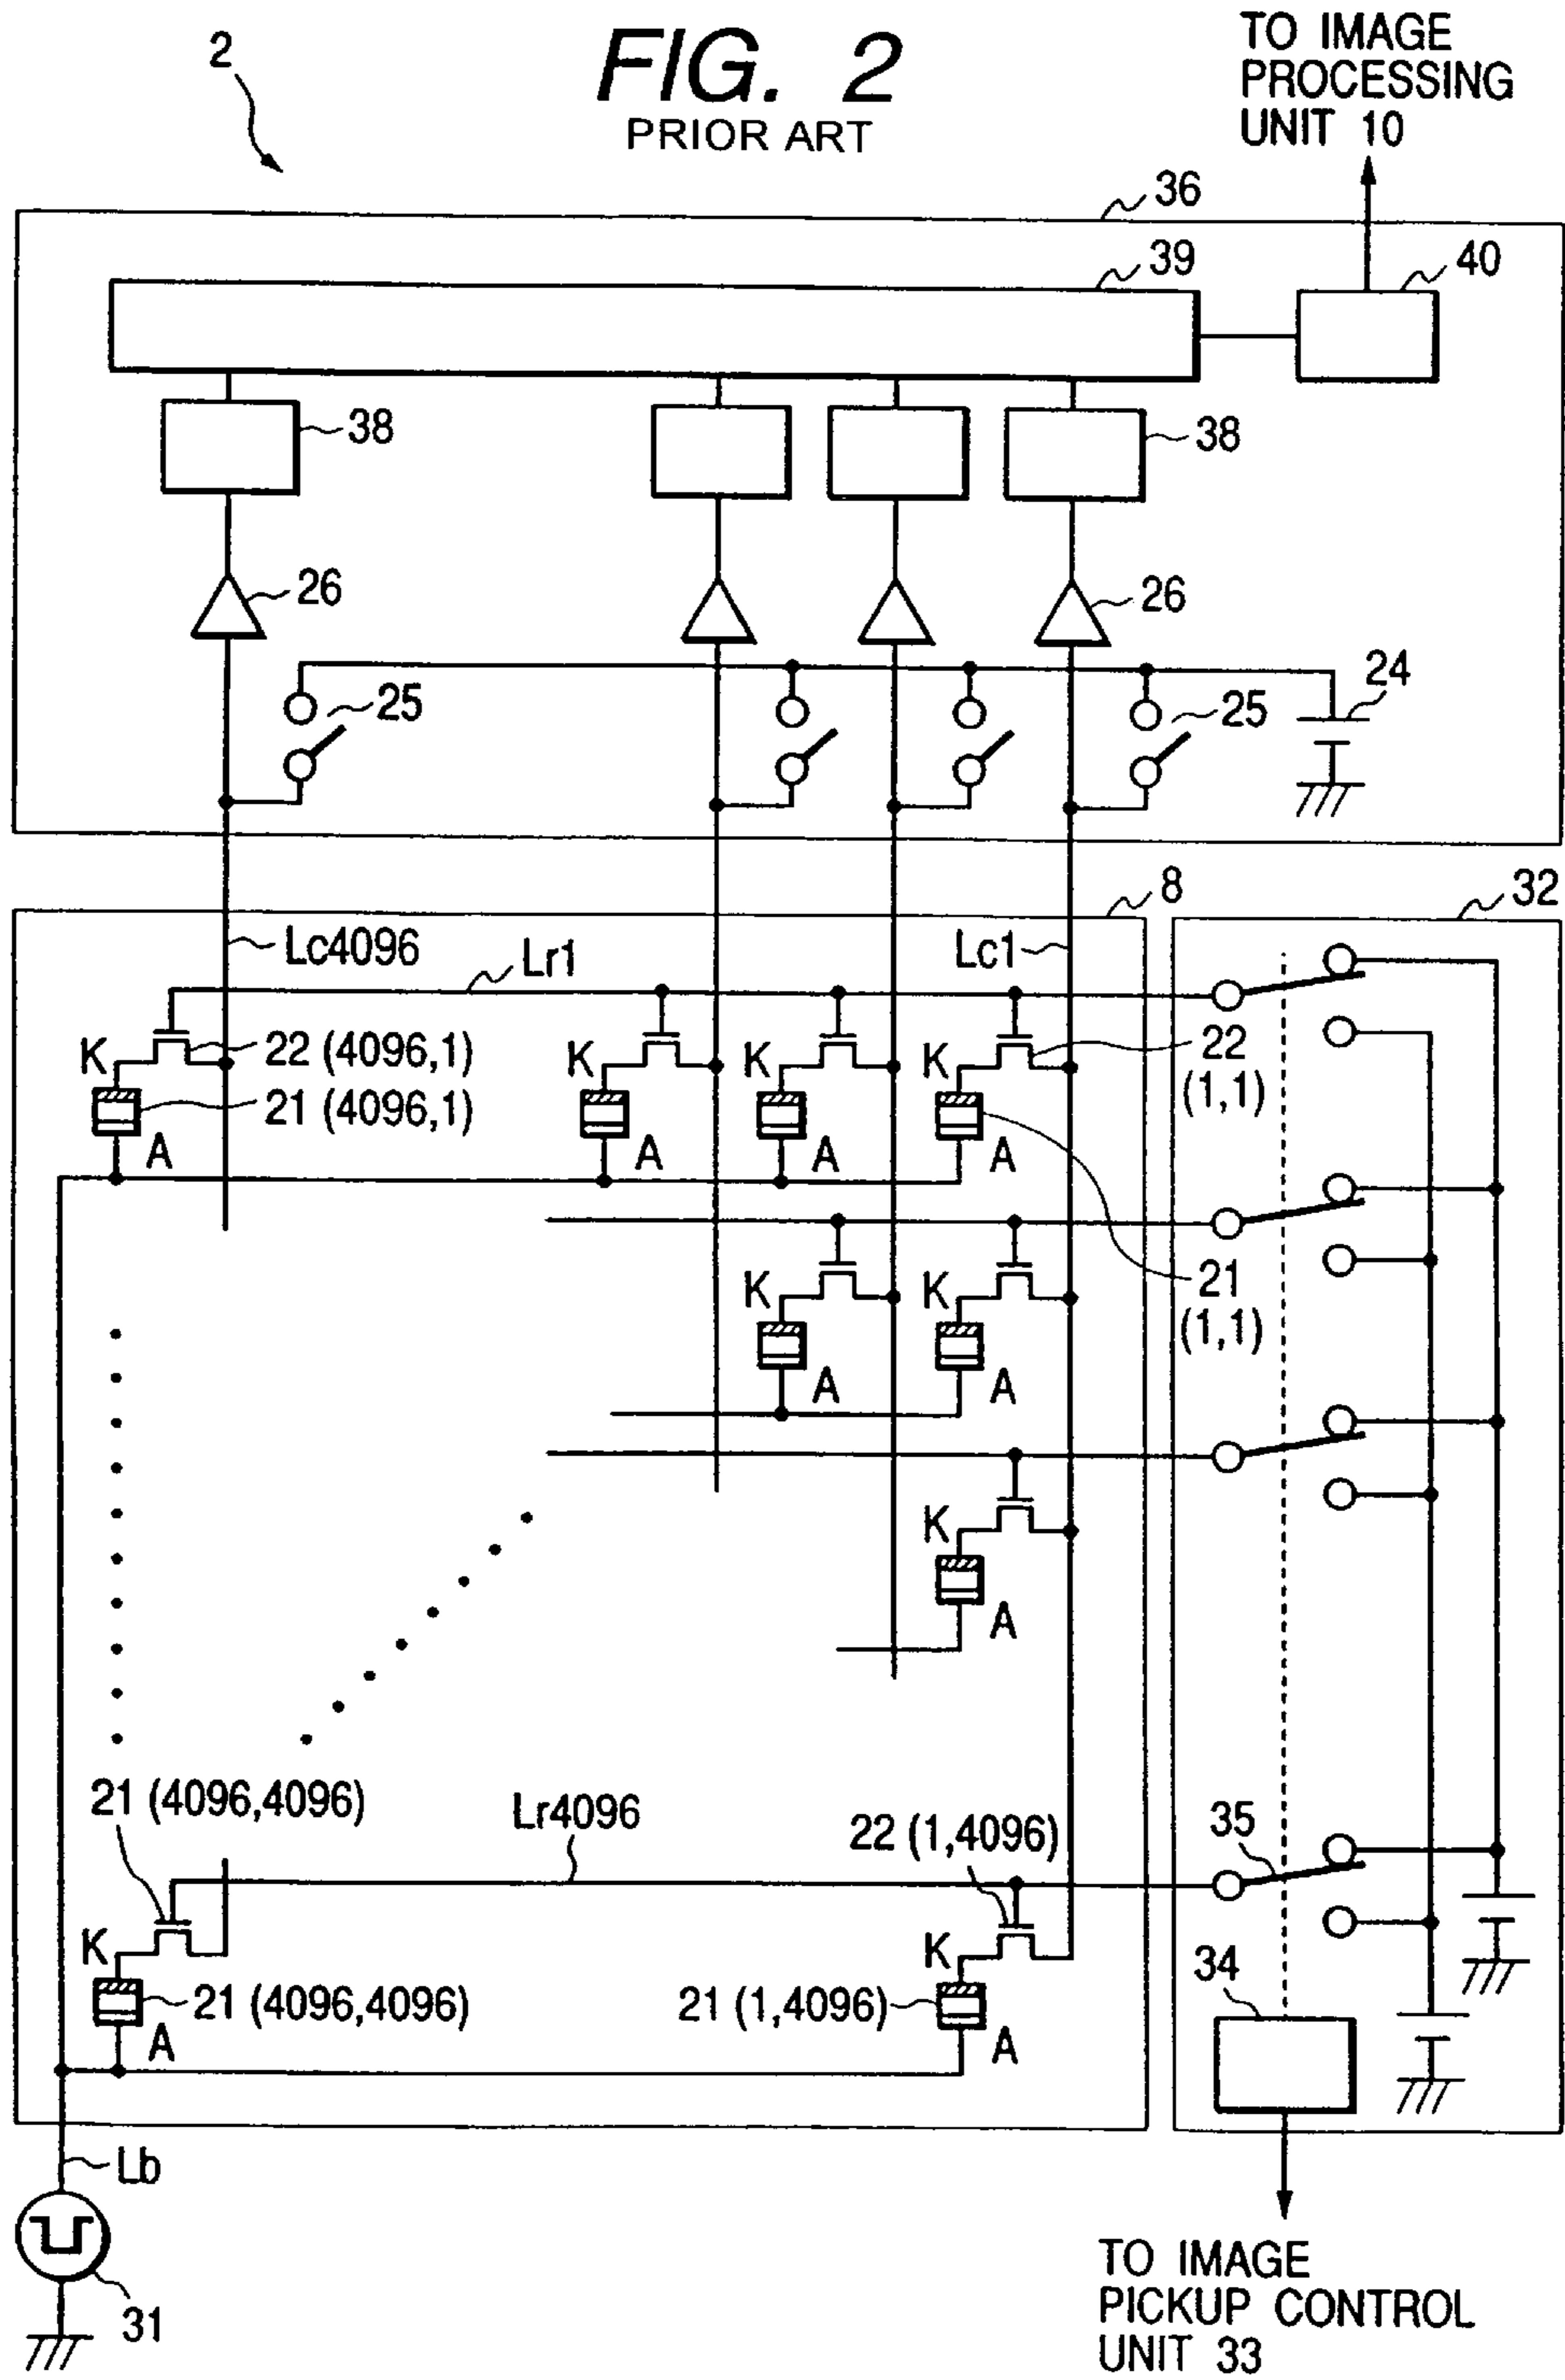 FIG. 2
PRIOR ART
2
TO IMAGE
PROCESSING
UNIT 10
36
39
40
38
38
26
26
25
25
24
8
32
Lc4096
Lr1
Lc1
K
22 (4096,1)
21 (4096,1)
A
K
A
K
A
K
A
22
(1,1)
K
A
K
A
21
(1,1)
K
A
21 (4096,4096)
Lr4096
22 (1,4096)
35
K
21 (4096,4096)
A
K
21 (1,4096)
A
34
Lb
31
TO IMAGE
PICKUP CONTROL
UNIT 33